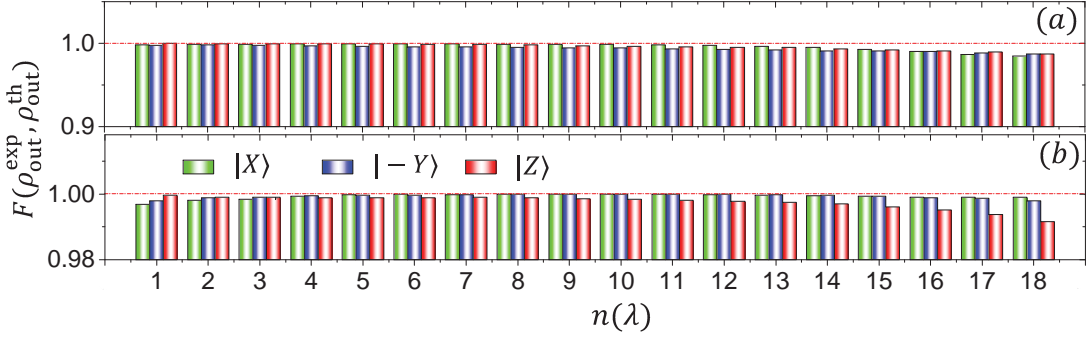 (a)
1.0
0.9
F(ρ_out^exp, ρ_out^th)
(b)
|X⟩ |−Y⟩ |Z⟩
1.00
0.98
1 2 3 4 5 6 7 8 9 10 11 12 13 14 15 16 17 18
n(λ)